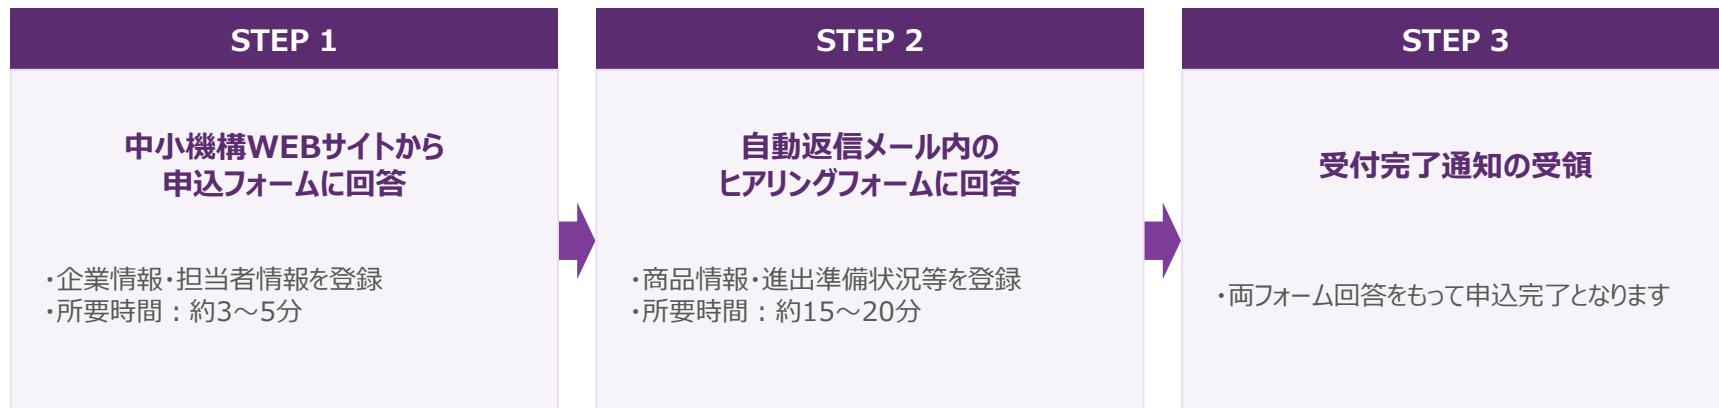 STEP 1
中小機構WEBサイトから
申込フォームに回答
・企業情報・担当者情報を登録
・所要時間：約3～5分
STEP 2
自動返信メール内の
ヒアリングフォームに回答
・商品情報・進出準備状況等を登録
・所要時間：約15～20分
STEP 3
受付完了通知の受領
・両フォーム回答をもって申込完了となります